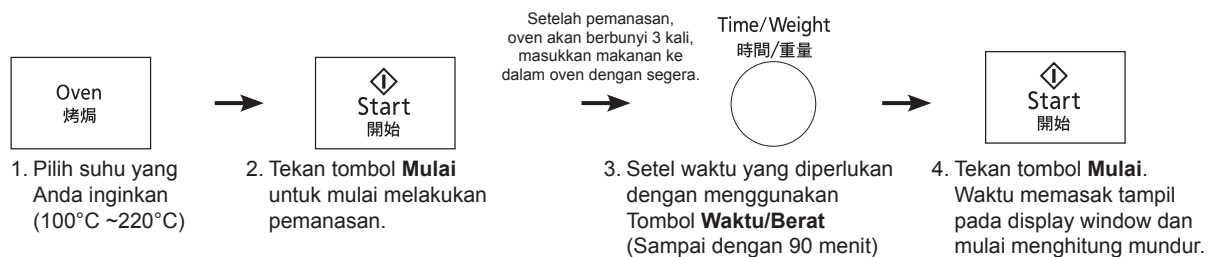 Setelah pemanasan,
oven akan berbunyi 3 kali,
masukkan makanan ke
dalam oven dengan segera.
Time/Weight
時間/重量
Oven
烤焗
Start
開始
Start
開始
1. Pilih suhu yang
Anda inginkan
(100°C ~220°C)
2. Tekan tombol Mulai
untuk mulai melakukan
pemanasan.
3. Setel waktu yang diperlukan
dengan menggunakan
Tombol Waktu/Berat
(Sampai dengan 90 menit)
4. Tekan tombol Mulai.
Waktu memasak tampil
pada display window dan
mulai menghitung mundur.